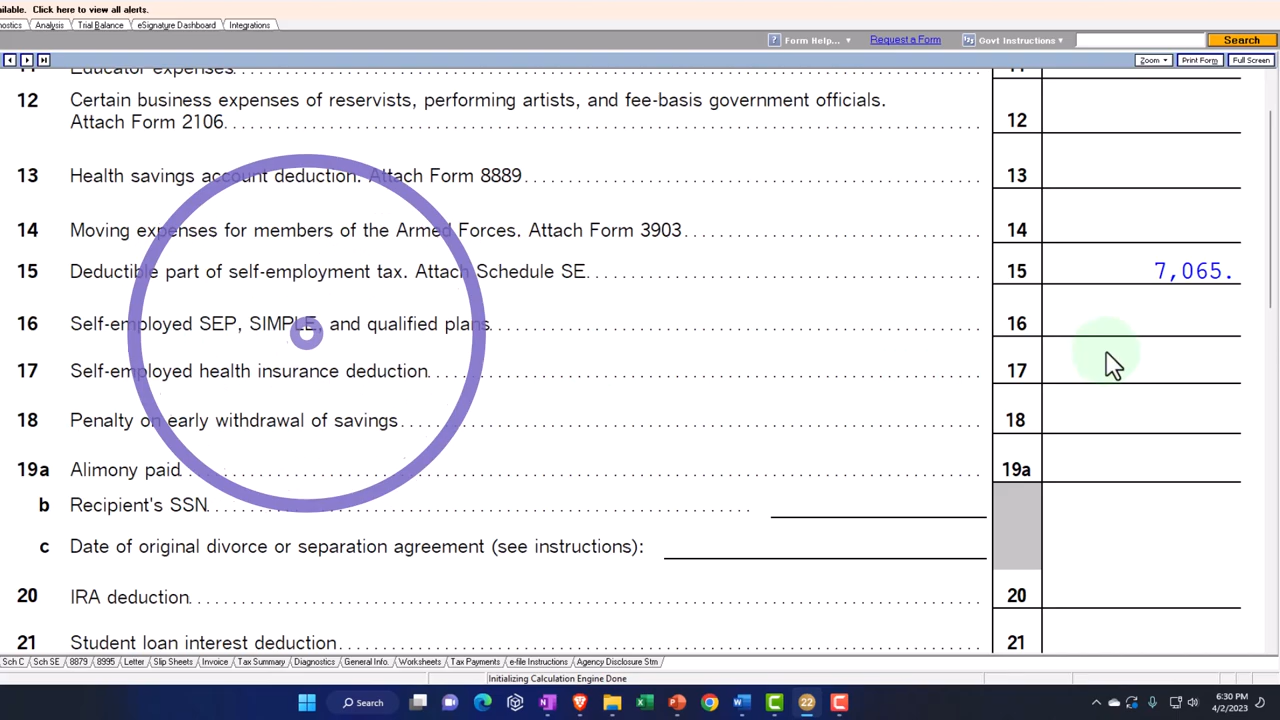 ailable. Click here to view all alerts.
nostics Analysis Trial Balance eSignature Dashboard Integrations
Form Help... Request a Form Govt Instructions Search
Zoom Print Form Full Screen
11 Educator expenses 11
12 Certain business expenses of reservists, performing artists, and fee-basis government officials.
Attach Form 2106 12
13 Health savings account deduction. Attach Form 8889 13
14 Moving expenses for members of the Armed Forces. Attach Form 3903 14
15 Deductible part of self-employment tax. Attach Schedule SE 15 7,065.
16 Self-employed SEP, SIMPLE, and qualified plans 16
17 Self-employed health insurance deduction 17
18 Penalty on early withdrawal of savings 18
19a Alimony paid 19a
b Recipient's SSN
c Date of original divorce or separation agreement (see instructions):
20 IRA deduction 20
21 Student loan interest deduction 21
Sch C Sch SE 8879 8995 Letter Slip Sheets Invoice Tax Summary Diagnostics General Info. Worksheets Tax Payments e-file Instructions Agency Disclosure Stm
Initializing Calculation Engine Done
Search 22 6:30 PM
4/2/2023